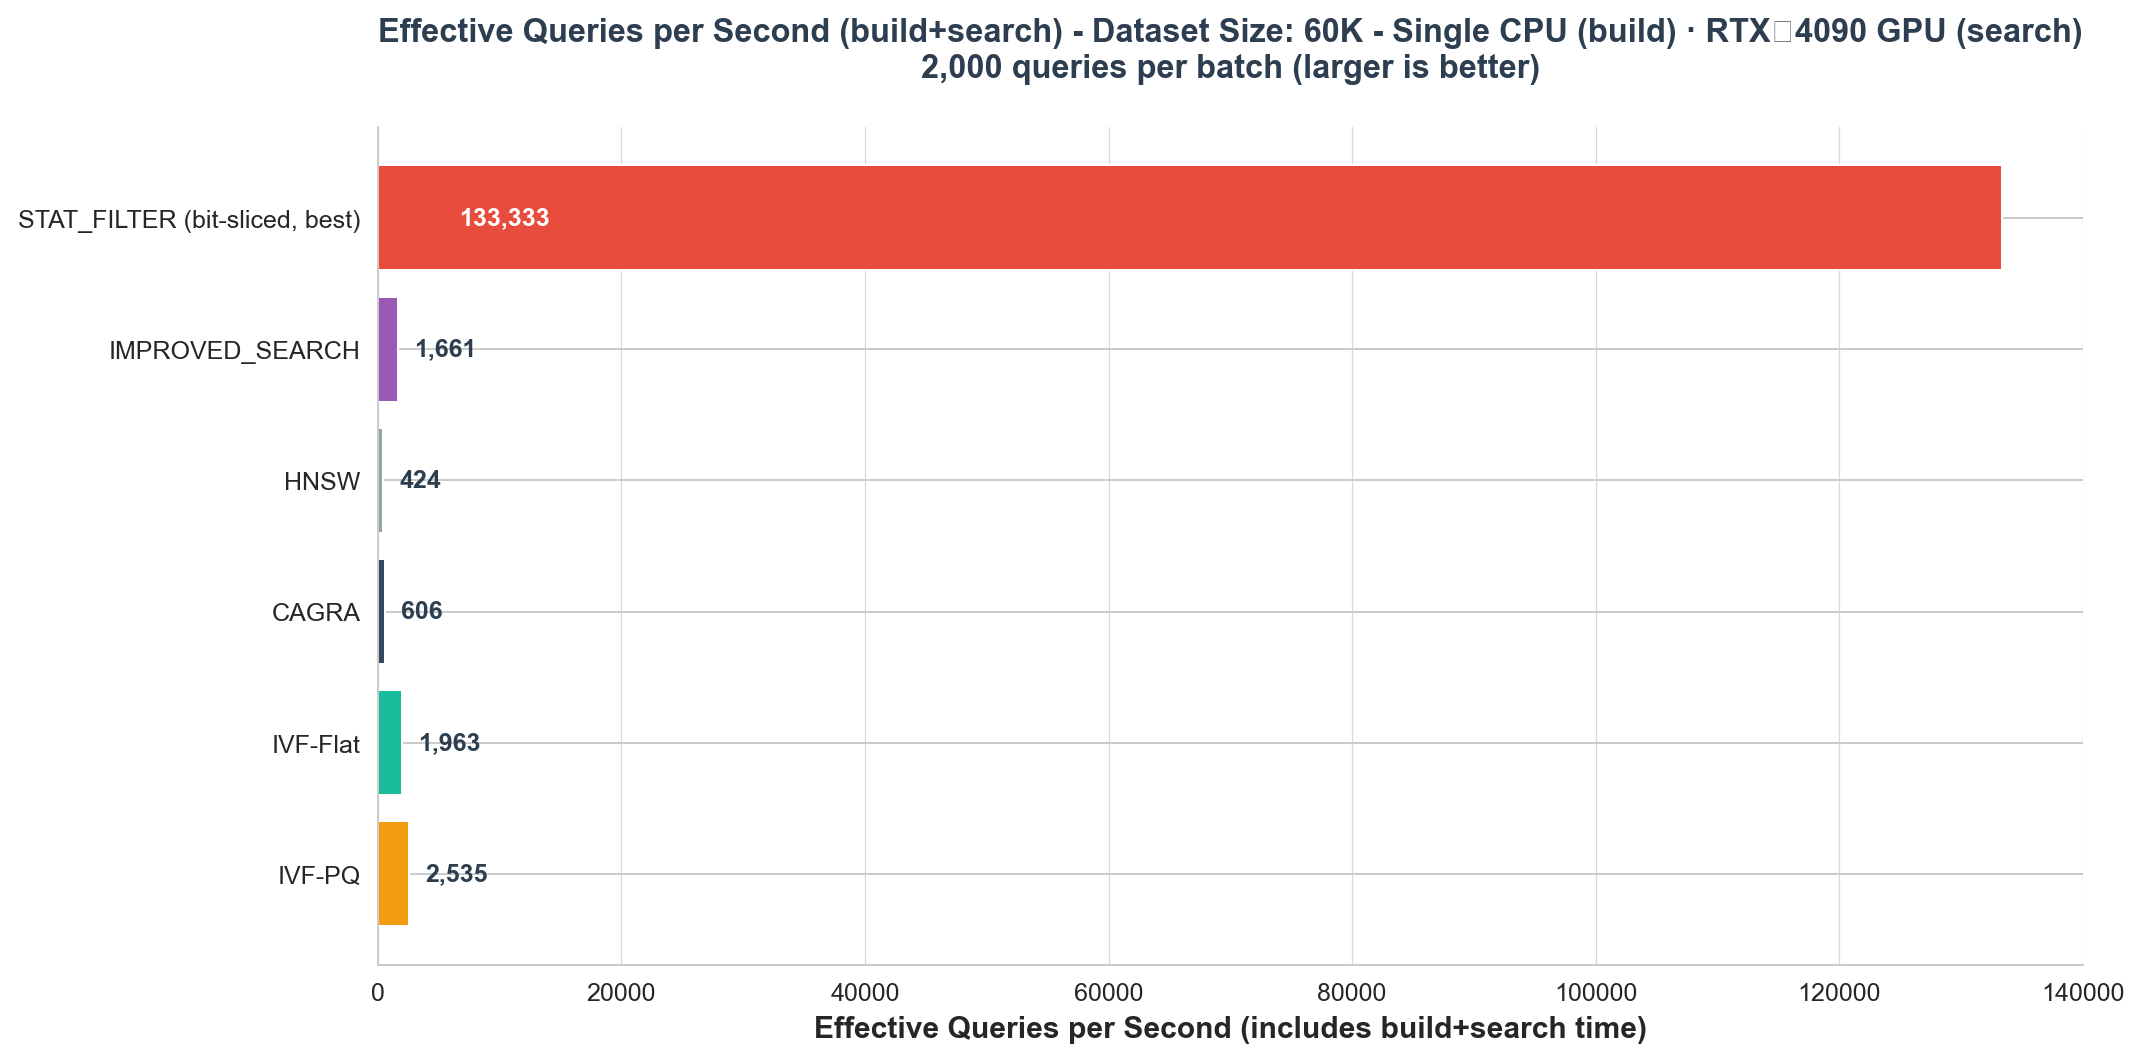 Effective Queries per Second (build+search) - Dataset Size: 60K - Single CPU (build) · RTX□4090 GPU (search)
2,000 queries per batch (larger is better)
STAT_FILTER (bit-sliced, best)
133,333
IMPROVED_SEARCH
1,661
HNSW
424
CAGRA
606
IVF-Flat
1,963
IVF-PQ
2,535
0 20000 40000 60000 80000 100000 120000 140000
Effective Queries per Second (includes build+search time)